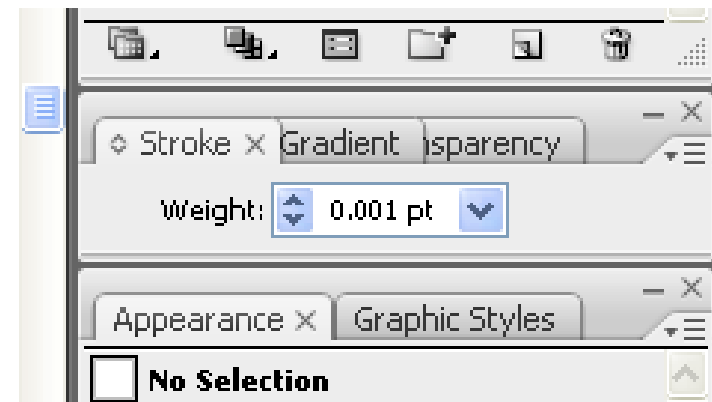 Stroke Gradient nsparency
Weight: 0.001 pt
Appearance Graphic Styles
No Selection